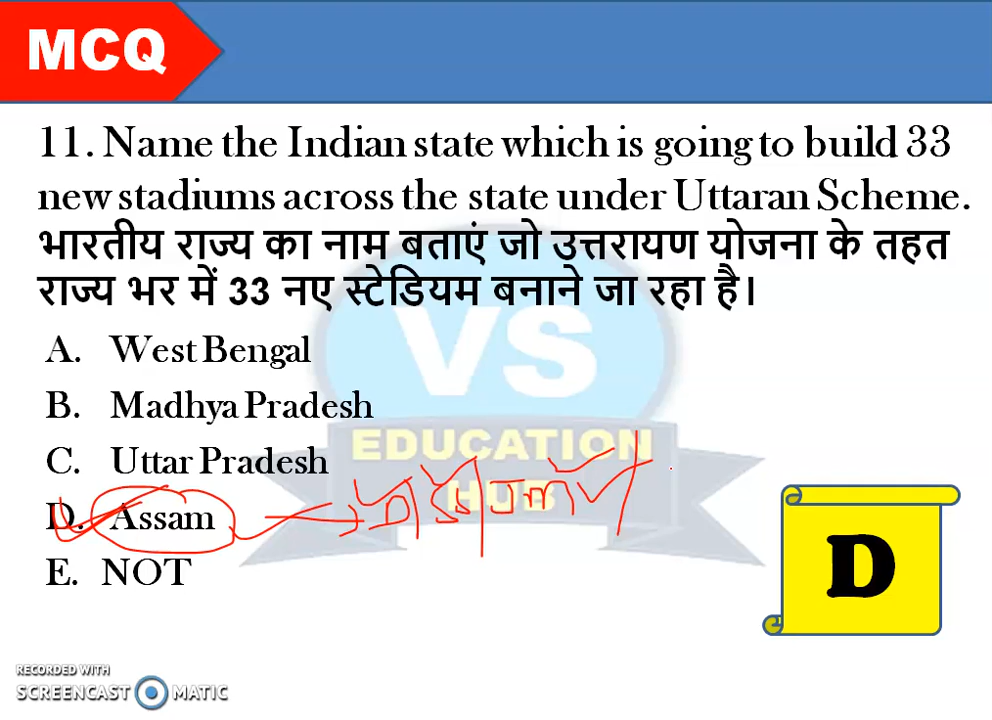 MCQ
11. Name the Indian state which is going to build 33
new stadiums across the state under Uttaran Scheme.
भारतीय राज्य का नाम बताएं जो उत्तरायण योजना के तहत
राज्य भर में 33 नए स्टेडियम बनाने जा रहा है।
A. West Bengal
B. Madhya Pradesh
C. Uttar Pradesh
D. Assam
E. NOT
VS
EDUCATION
HUB
D
RECORDED WITH
SCREENCAST MATIC